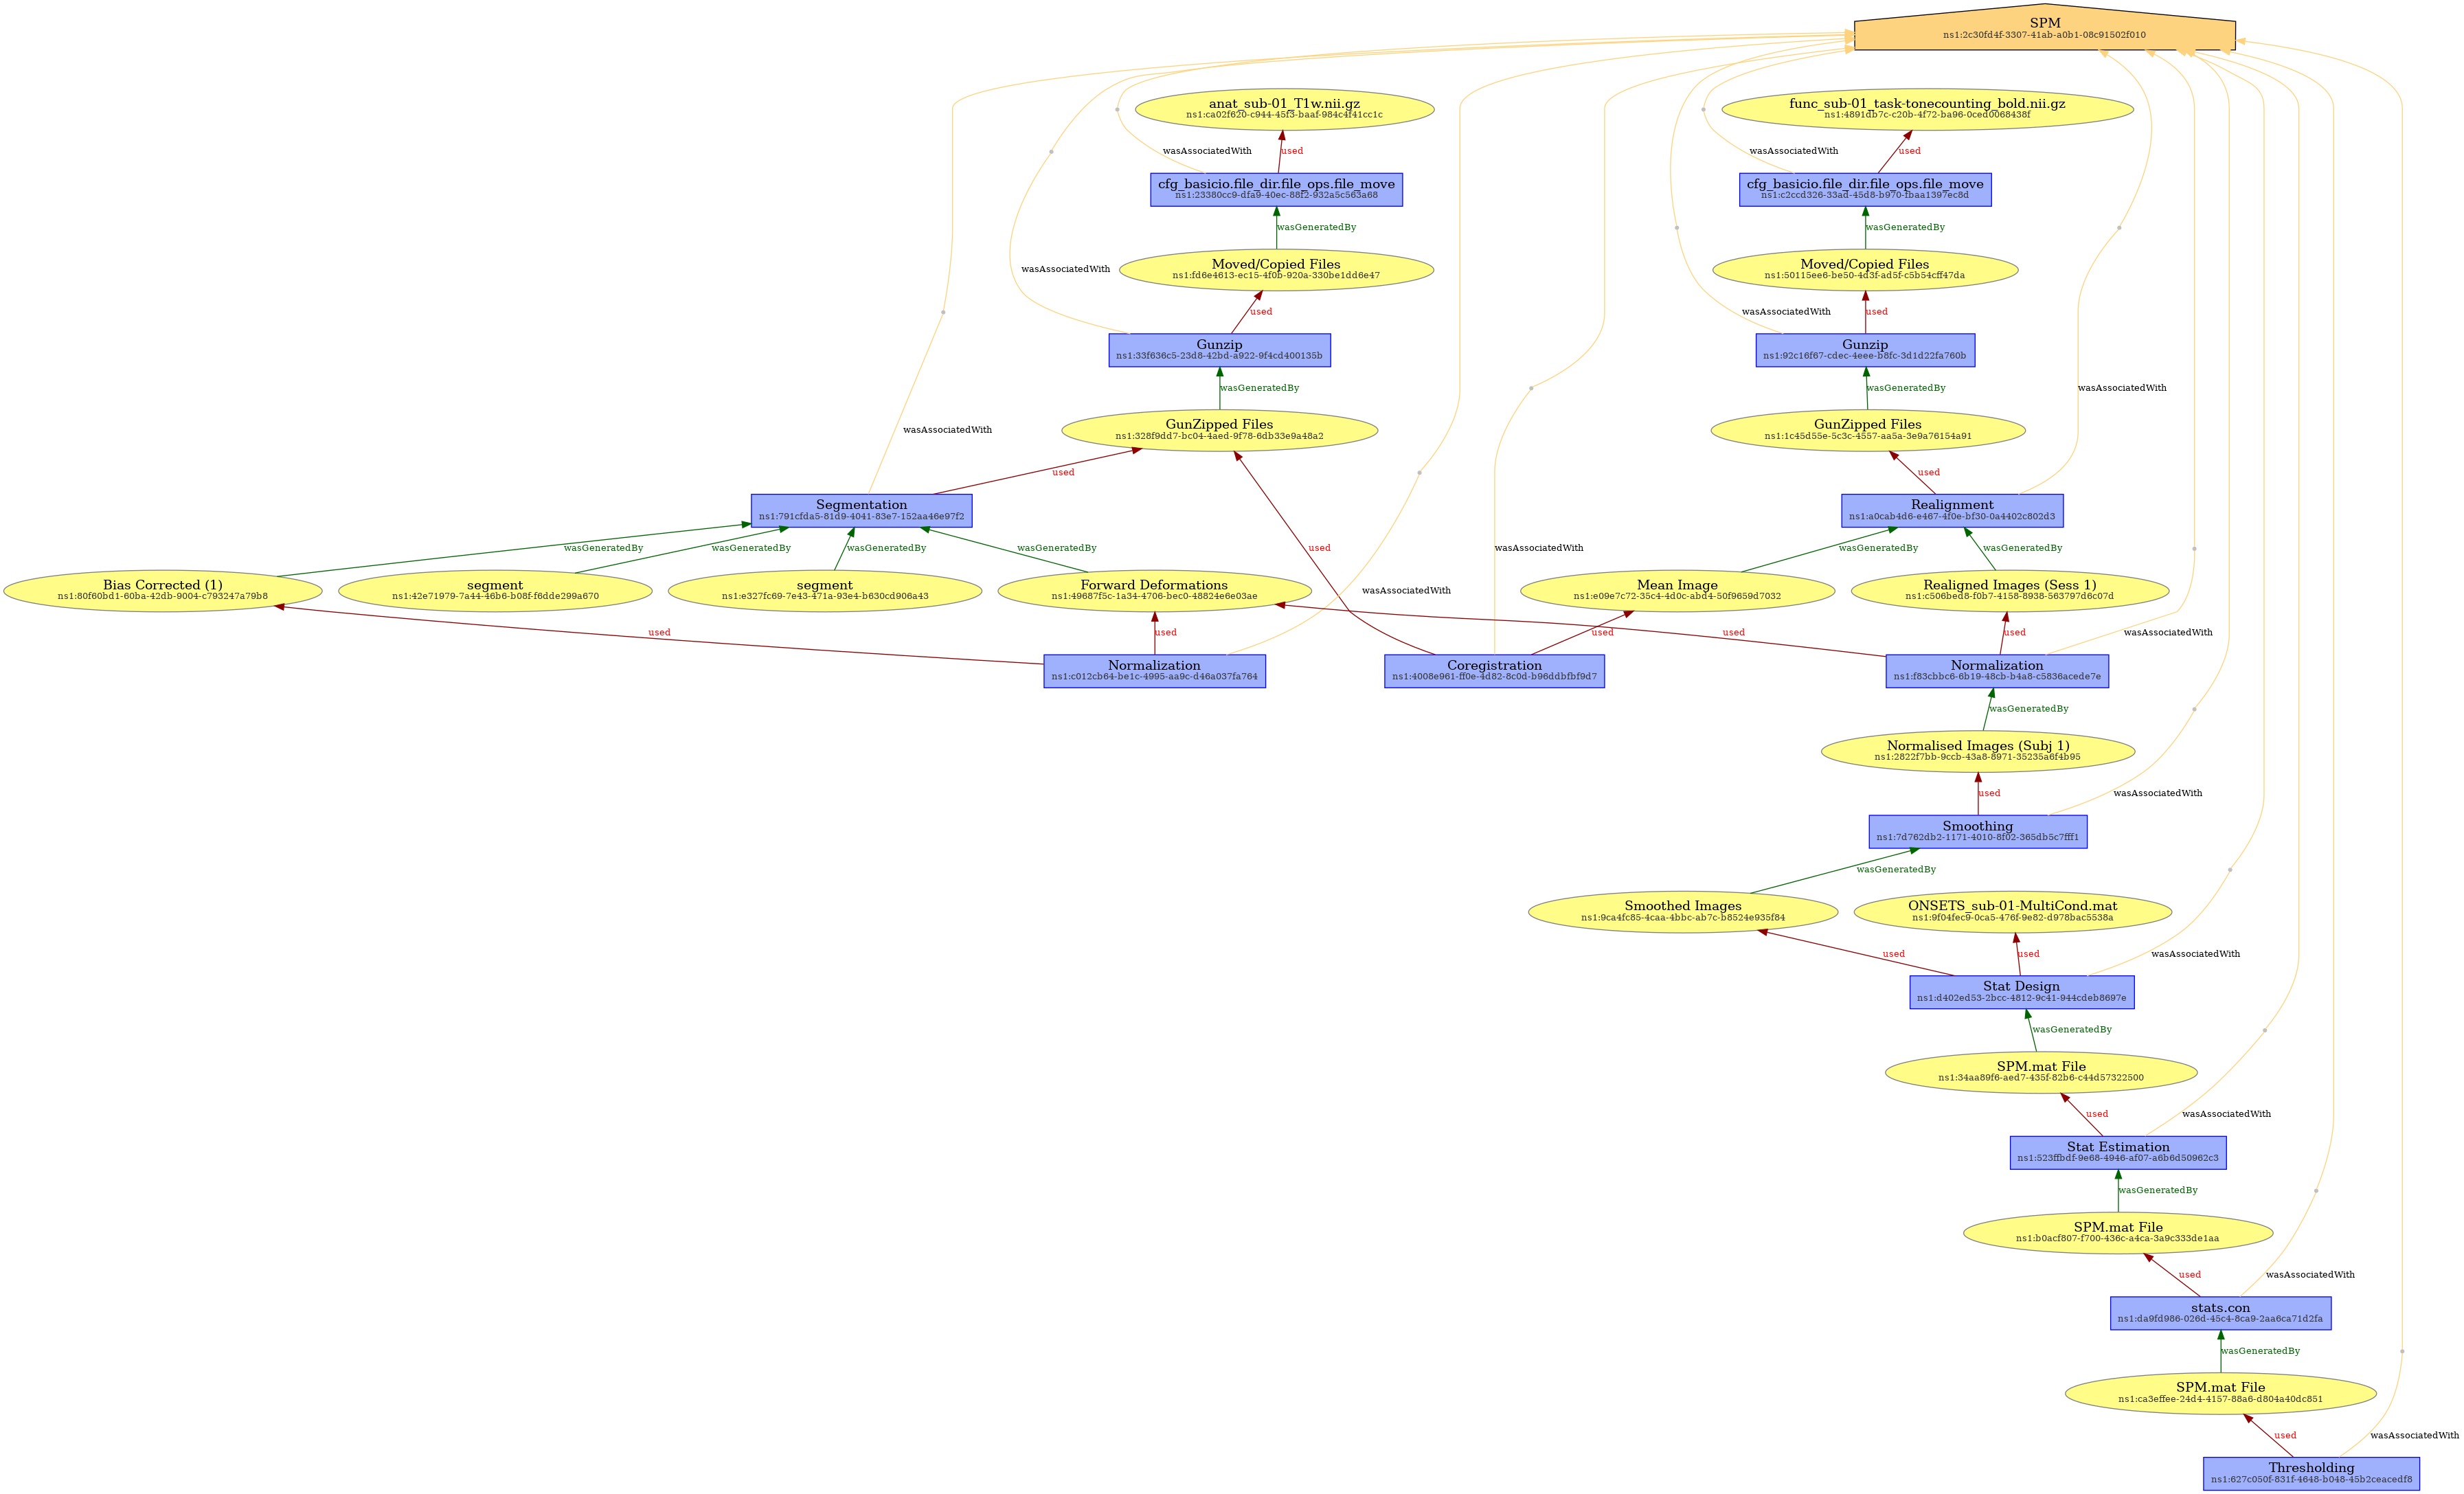 SPM
ns1:2c30fd4f-3307-41ab-a0b1-08c91502f010
anat_sub-01_T1w.nii.gz
ns1:ca02f620-c944-45f3-baaf-984c4f41cc1c
func_sub-01_task-tonecounting_bold.nii.gz
ns1:4891db7c-c20b-4f72-ba96-0ced0068438f
wasAssociatedWith
used
wasAssociatedWith
used
cfg_basicio.file_dir.file_ops.file_move
ns1:23380cc9-dfa9-40ec-88f2-932a5c563a68
cfg_basicio.file_dir.file_ops.file_move
ns1:c2ccd326-33ad-45d8-b970-fbaa1397ec8d
wasGeneratedBy
wasGeneratedBy
wasAssociatedWith
Moved/Copied Files
ns1:fd6e4613-ec15-4f0b-920a-330be1dd6e47
Moved/Copied Files
ns1:50115ee6-be50-4d3f-ad5f-c5b54cff47da
used
wasAssociatedWith
used
Gunzip
ns1:33f636c5-23d8-42bd-a922-9f4cd400135b
Gunzip
ns1:92c16f67-cdec-4eee-b8fc-3d1d22fa760b
wasGeneratedBy
wasGeneratedBy
wasAssociatedWith
wasAssociatedWith
GunZipped Files
ns1:328f9dd7-bc04-4aed-9f78-6db33e9a48a2
GunZipped Files
ns1:1c45d55e-5c3c-4557-aa5a-3e9a76154a91
used
used
Segmentation
ns1:791cfda5-81d9-4041-83e7-152aa46e97f2
Realignment
ns1:a0cab4d6-e467-4f0e-bf30-0a4402c802d3
wasGeneratedBy
wasGeneratedBy
wasGeneratedBy
wasGeneratedBy
used
wasAssociatedWith
wasGeneratedBy
wasGeneratedBy
Bias Corrected (1)
ns1:80f60bd1-60ba-42db-9004-c793247a79b8
segment
ns1:42e71979-7a44-46b6-b08f-f6dde299a670
segment
ns1:e327fc69-7e43-471a-93e4-b630cd906a43
Forward Deformations
ns1:49687f5c-1a34-4706-bec0-48824e6e03ae
wasAssociatedWith
Mean Image
ns1:e09e7c72-35c4-4d0c-abd4-50f9659d7032
Realigned Images (Sess 1)
ns1:c506bed8-f0b7-4158-8938-563797d6c07d
used
used
used
used
used
wasAssociatedWith
Normalization
ns1:c012cb64-be1c-4995-aa9c-d46a037fa764
Coregistration
ns1:4008e961-ff0e-4d82-8c0d-b96ddbfbf9d7
Normalization
ns1:f83cbbc6-6b19-48cb-b4a8-c5836acede7e
wasGeneratedBy
Normalised Images (Subj 1)
ns1:2822f7bb-9ccb-43a8-8971-35235a6f4b95
used
wasAssociatedWith
Smoothing
ns1:7d762db2-1171-4010-8f02-365db5c7fff1
wasGeneratedBy
Smoothed Images
ns1:9ca4fc85-4caa-4bbc-ab7c-b8524e935f84
ONSETS_sub-01-MultiCond.mat
ns1:9f04fec9-0ca5-476f-9e82-d978bac5538a
used
used
wasAssociatedWith
Stat Design
ns1:d402ed53-2bcc-4812-9c41-944cdeb8697e
wasGeneratedBy
SPM.mat File
ns1:34aa89f6-aed7-435f-82b6-c44d57322500
used
wasAssociatedWith
Stat Estimation
ns1:523ffbdf-9e68-4946-af07-a6b6d50962c3
wasGeneratedBy
SPM.mat File
ns1:b0acf807-f700-436c-a4ca-3a9c333de1aa
used
wasAssociatedWith
stats.con
ns1:da9fd986-026d-45c4-8ca9-2aa6ca71d2fa
wasGeneratedBy
SPM.mat File
ns1:ca3effee-24d4-4157-88a6-d804a40dc851
used
wasAssociatedWith
Thresholding
ns1:627c050f-831f-4648-b048-45b2ceacedf8